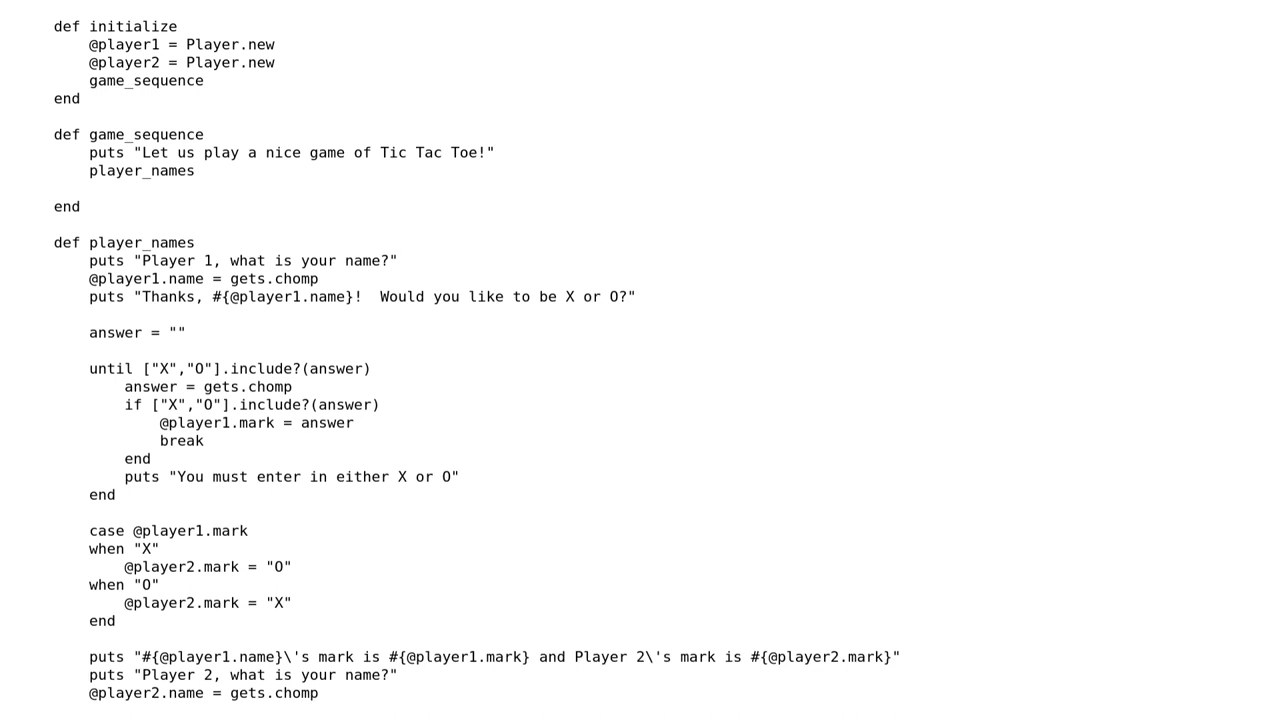 def initialize
    @player1 = Player.new
    @player2 = Player.new
    game_sequence
end

def game_sequence
    puts "Let us play a nice game of Tic Tac Toe!"
    player_names

end

def player_names
    puts "Player 1, what is your name?"
    @player1.name = gets.chomp
    puts "Thanks, #{@player1.name}!  Would you like to be X or O?"

    answer = ""

    until ["X","O"].include?(answer)
        answer = gets.chomp
        if ["X","O"].include?(answer)
            @player1.mark = answer
            break
        end
        puts "You must enter in either X or O"
    end

    case @player1.mark
    when "X"
        @player2.mark = "O"
    when "O"
        @player2.mark = "X"
    end

    puts "#{@player1.name}\'s mark is #{@player1.mark} and Player 2\'s mark is #{@player2.mark}"
    puts "Player 2, what is your name?"
    @player2.name = gets.chomp